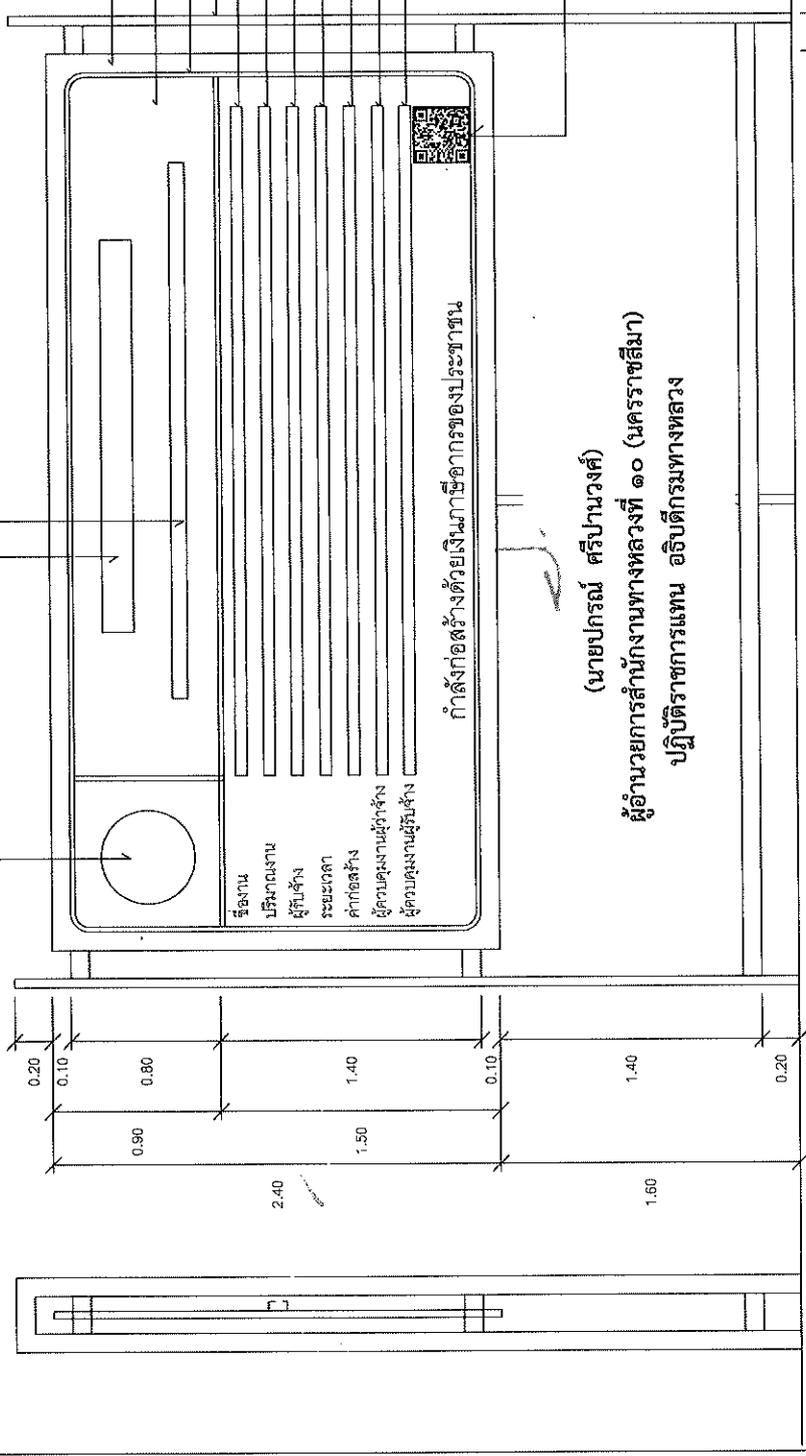 ชื่องาน
ปริมาณงาน
ผู้รับจ้าง
ระยะเวลา
ค่าก่อสร้าง
ผู้ควบคุมงานผู้ว่าจ้าง
ผู้ควบคุมงานผู้รับจ้าง
กำลังก่อสร้างด้วยเงินภาษีอากรของประชาชน
(นายปกรณ์ ศรีปานวงศ์)
ผู้อำนวยการสำนักงานทางหลวงที่ ๑๐ (นครราชสีมา)
ปฏิบัติราชการแทน อธิบดีกรมทางหลวง
0.20
0.10
0.80
1.40
0.10
1.40
0.20
0.90
1.50
2.40
1.60